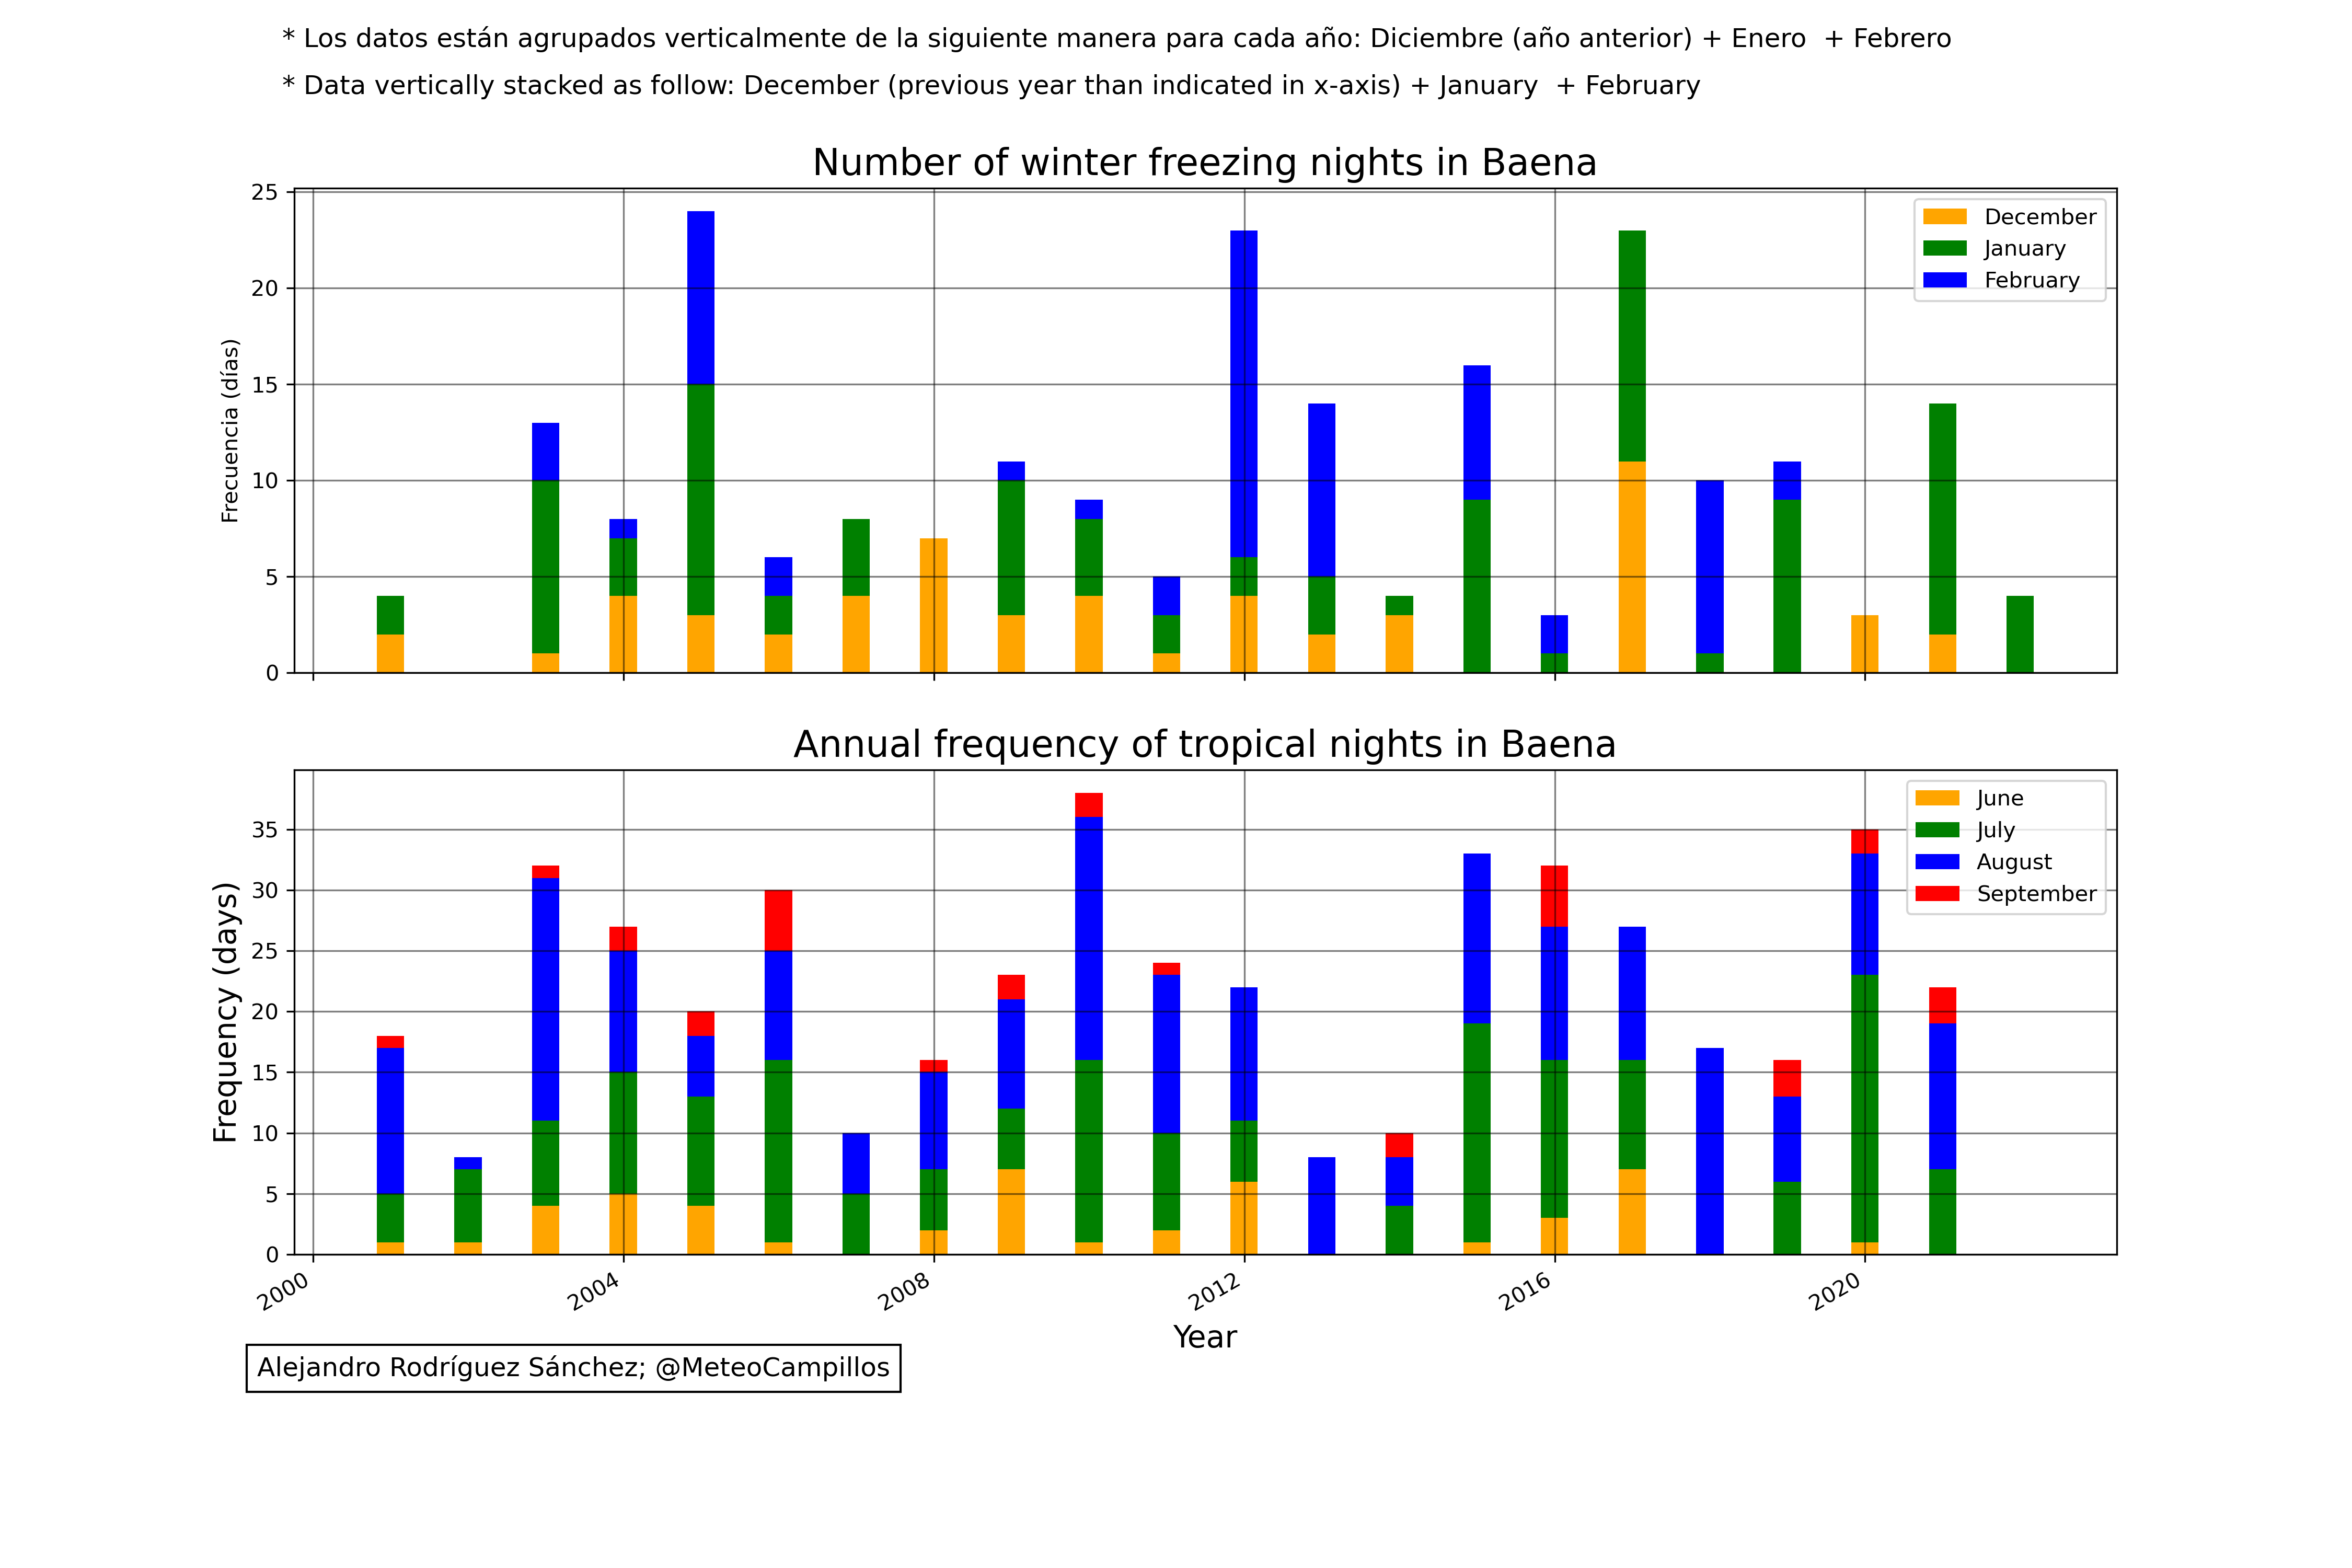 * Los datos están agrupados verticalmente de la siguiente manera para cada año: Diciembre (año anterior) + Enero  + Febrero
* Data vertically stacked as follow: December (previous year than indicated in x-axis) + January  + February
Number of winter freezing nights in Baena
25
20
15
10
5
0
Frecuencia (días)
December
January
February
Annual frequency of tropical nights in Baena
35
30
25
20
15
10
5
0
Frequency (days)
June
July
August
September
2000
2004
2008
2012
2016
2020
Year
Alejandro Rodríguez Sánchez; @MeteoCampillos